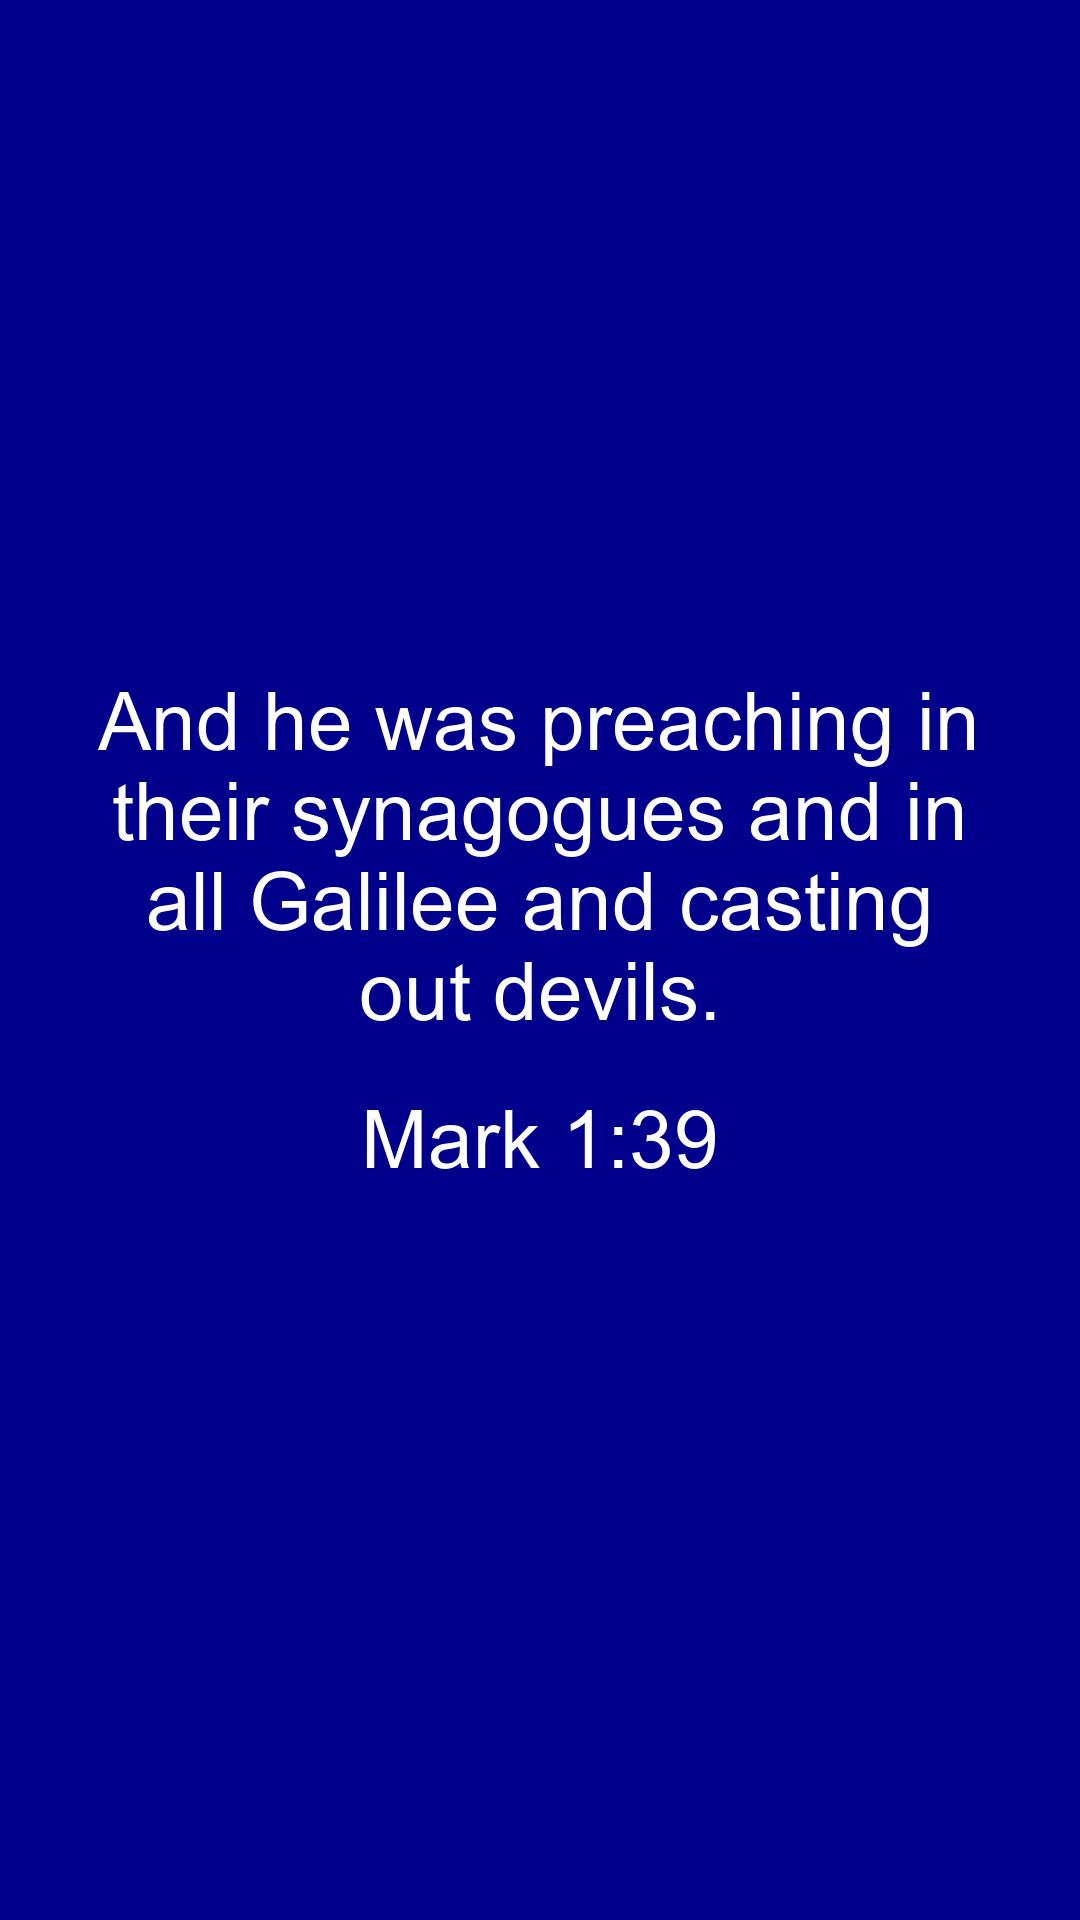 And he was preaching in
their synagogues and in
all Galilee and casting
out devils.
Mark 1:39